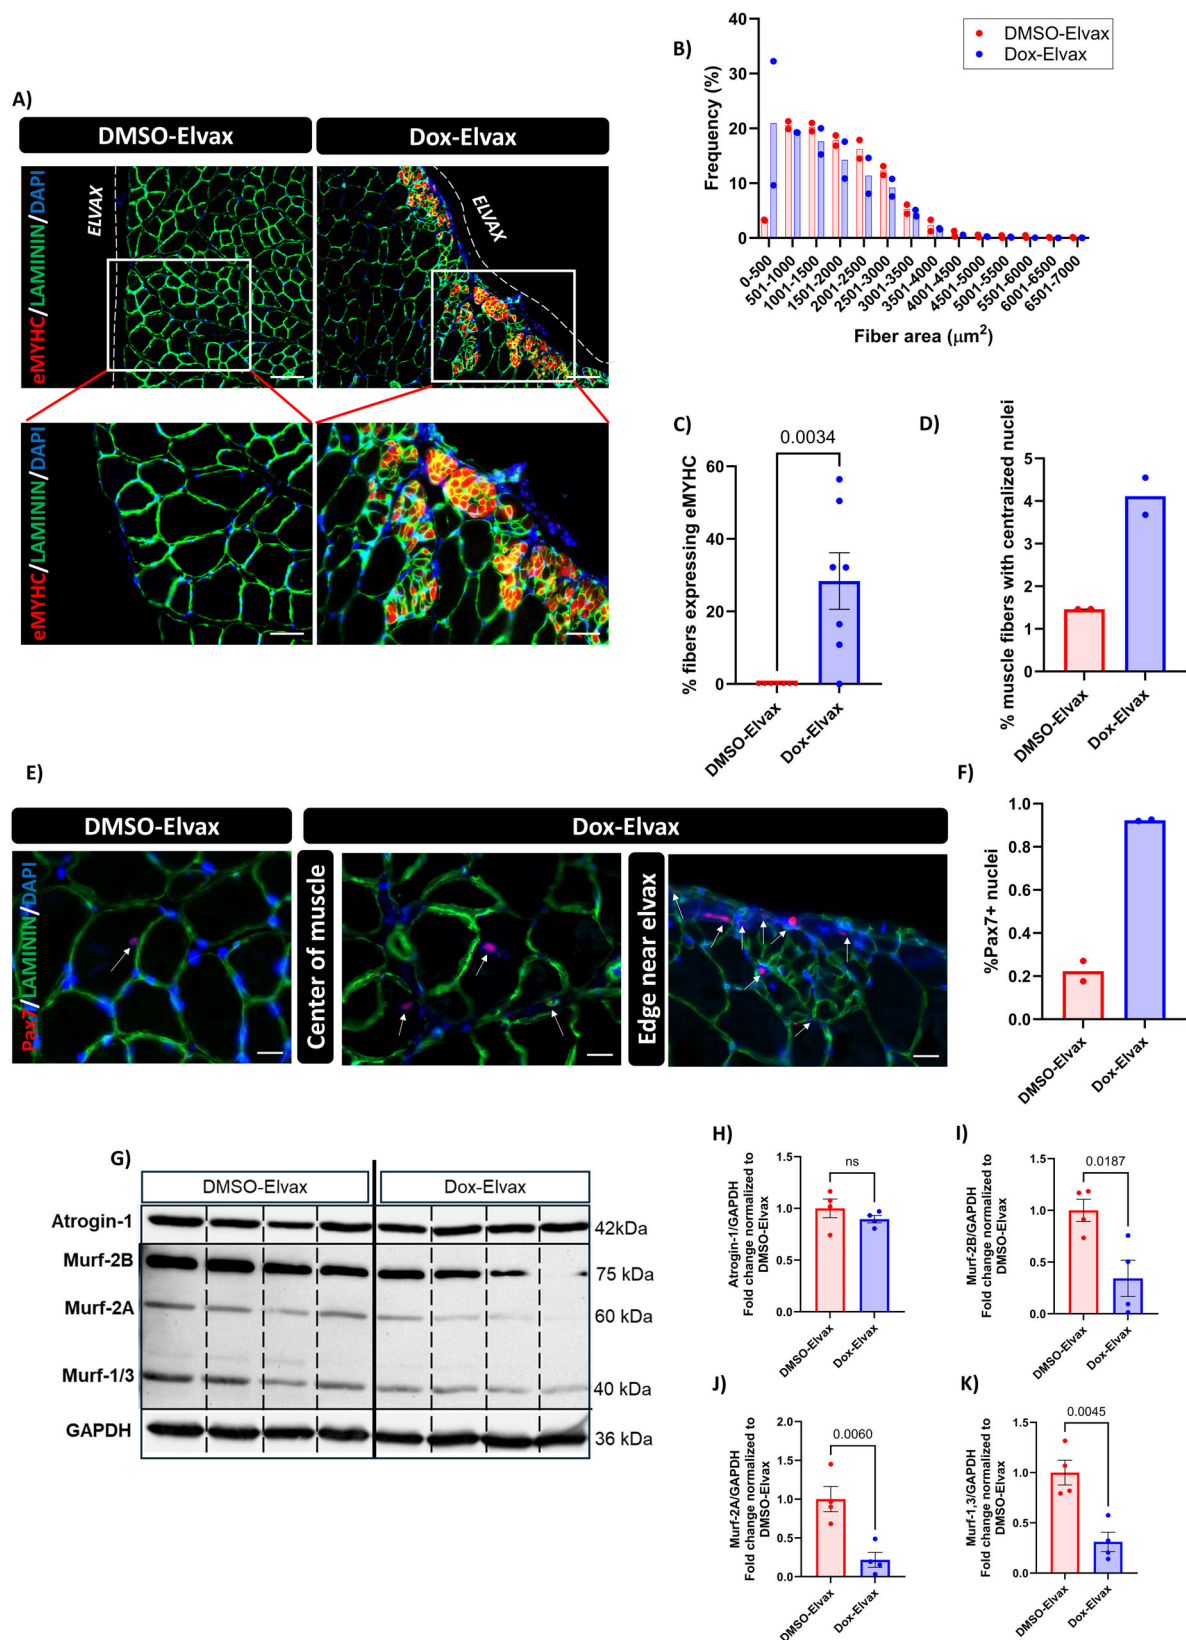 A)
DMSO-Elvax
Dox-Elvax
eMYHC/LAMININ/DAPI
ELVAX
ELVAX
eMYHC/LAMININ/DAPI
B)
DMSO-Elvax
Dox-Elvax
Frequency (%)
40
30
20
10
0
0-500
501-1000
1001-1500
1501-2000
2001-2500
2501-3000
3001-3500
3501-4000
4001-4500
4501-5000
5001-5500
5501-6000
6001-6500
6501-7000
Fiber area (μm²)
C)
0.0034
% fibers expressing eMYHC
60
40
20
0
DMSO-Elvax
Dox-Elvax
D)
% muscle fibers with centralized nuclei
5
4
3
2
1
0
DMSO-Elvax
Dox-Elvax
E)
DMSO-Elvax
Dox-Elvax
Pax7/LAMININ/DAPI
Center of muscle
Edge near elvax
F)
%Pax7+ nuclei
1.0
0.8
0.6
0.4
0.2
0.0
DMSO-Elvax
Dox-Elvax
G)
DMSO-Elvax
Dox-Elvax
Atrogin-1
42kDa
Murf-2B
75 kDa
Murf-2A
60 kDa
Murf-1/3
40 kDa
GAPDH
36 kDa
H)
ns
Atrogin-1/GAPDH
Fold change normalized to
DMSO-Elvax
1.5
1.0
0.5
0.0
DMSO-Elvax
Dox-Elvax
I)
0.0187
Murf-2B/GAPDH
Fold change normalized to
DMSO-Elvax
1.5
1.0
0.5
0.0
DMSO-Elvax
Dox-Elvax
J)
0.0060
Murf-2A/GAPDH
Fold change normalized to
DMSO-Elvax
2.0
1.5
1.0
0.5
0.0
DMSO-Elvax
Dox-Elvax
K)
0.0045
Murf-1,3/GAPDH
Fold change normalized to
DMSO-Elvax
1.5
1.0
0.5
0.0
DMSO-Elvax
Dox-Elvax